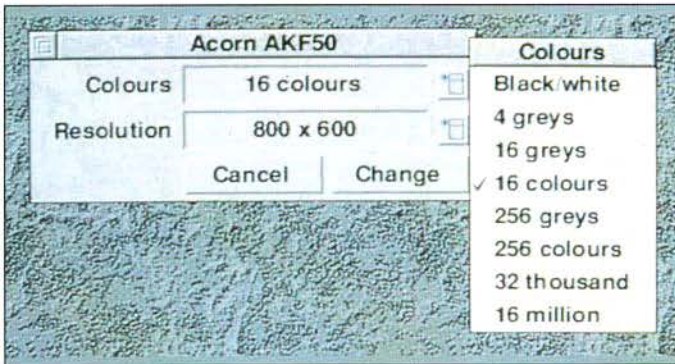 Acorn AKF50
Colours 16 colours
Resolution 800 x 600
Cancel Change
Colours
Black/white
4 greys
16 greys
✓ 16 colours
256 greys
256 colours
32 thousand
16 million